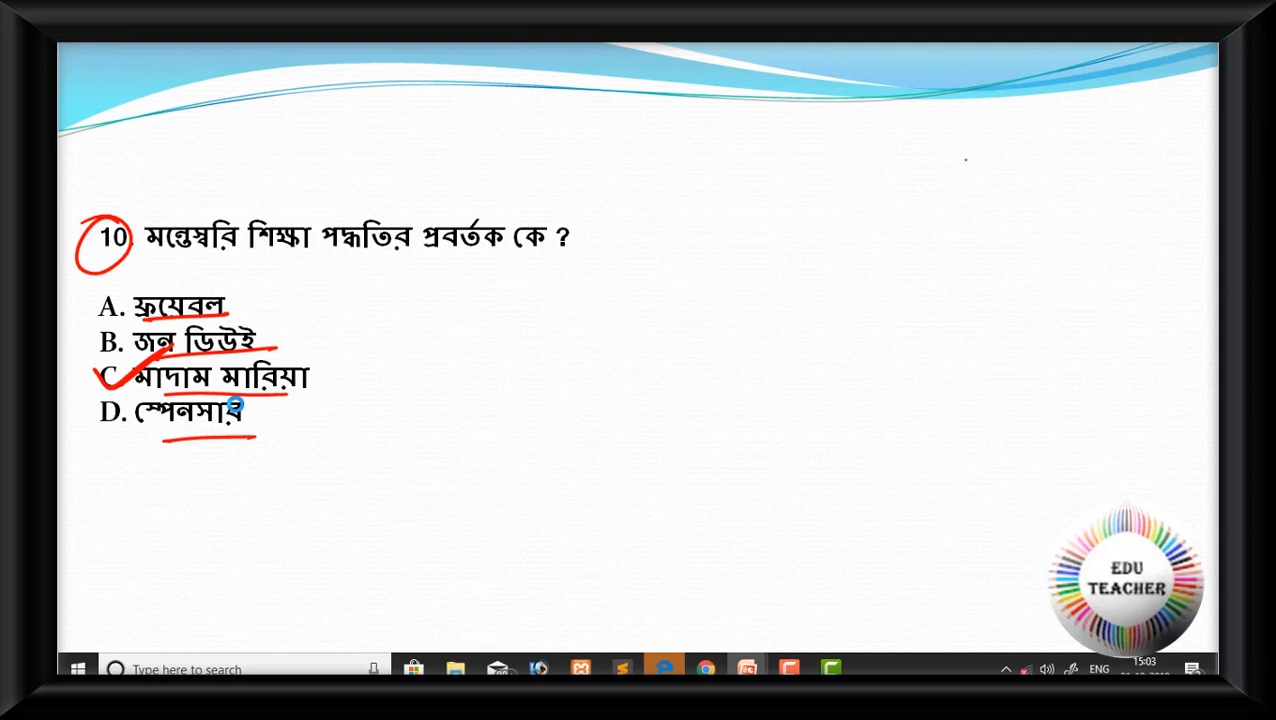 10. মন্তেস্বরি শিক্ষা পদ্ধতির প্রবর্তক কে ?
A. ফ্রয়েবল
B. জন ডিউই
C. মাদাম মারিয়া
D. স্পেনসার
EDU
TEACHER
Type here to search
ENG
15:03